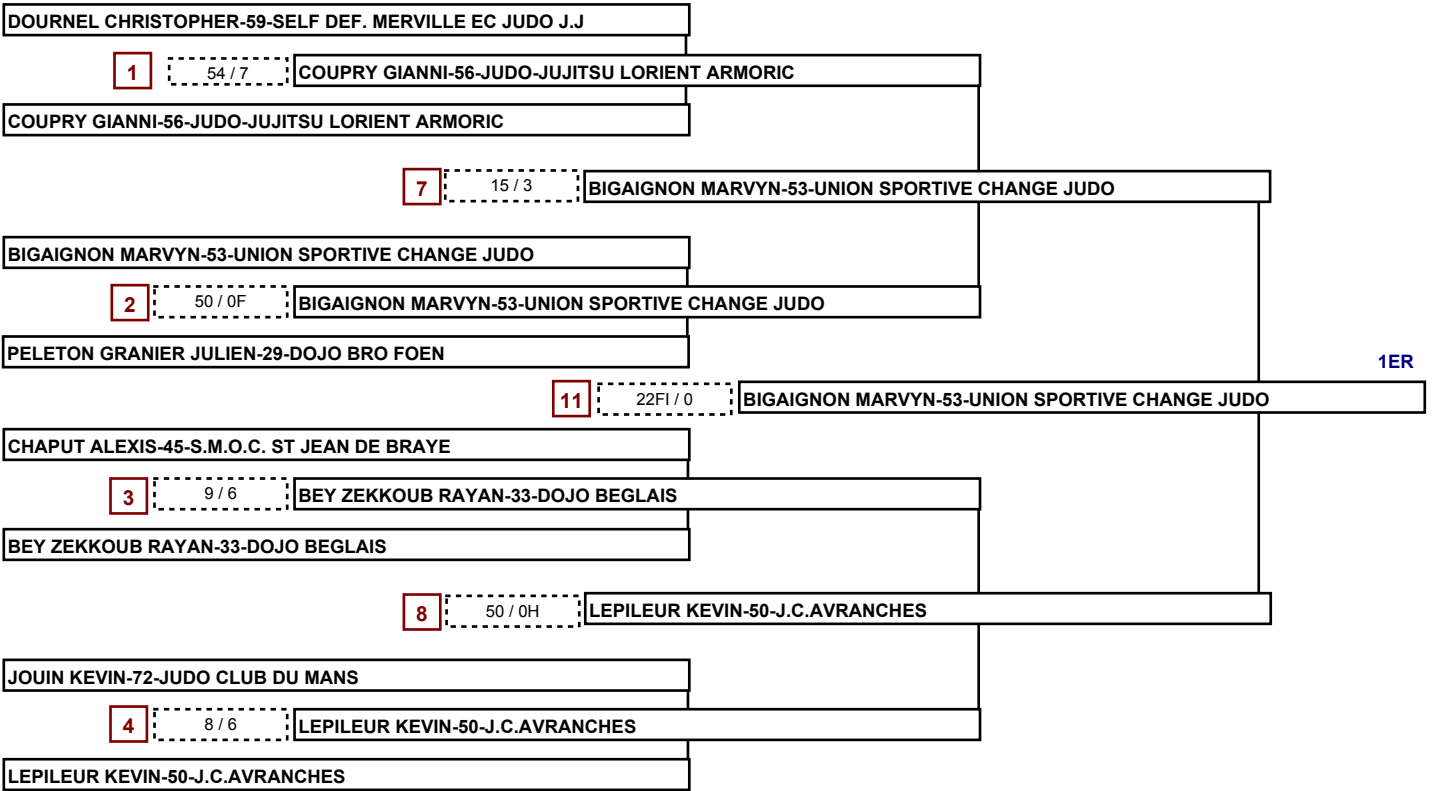 DOURNEL CHRISTOPHER-59-SELF DEF. MERVILLE EC JUDO J.J
1 54 / 7 COUPRY GIANNI-56-JUDO-JUJITSU LORIENT ARMORIC
COUPRY GIANNI-56-JUDO-JUJITSU LORIENT ARMORIC
7 15 / 3 BIGAIGNON MARVYN-53-UNION SPORTIVE CHANGE JUDO
BIGAIGNON MARVYN-53-UNION SPORTIVE CHANGE JUDO
2 50 / 0F BIGAIGNON MARVYN-53-UNION SPORTIVE CHANGE JUDO
PELETON GRANIER JULIEN-29-DOJO BRO FOEN
1ER
11 22FI / 0 BIGAIGNON MARVYN-53-UNION SPORTIVE CHANGE JUDO
CHAPUT ALEXIS-45-S.M.O.C. ST JEAN DE BRAYE
3 9 / 6 BEY ZEKKOUB RAYAN-33-DOJO BEGLAIS
BEY ZEKKOUB RAYAN-33-DOJO BEGLAIS
8 50 / 0H LEPILEUR KEVIN-50-J.C.AVRANCHES
JOUIN KEVIN-72-JUDO CLUB DU MANS
4 8 / 6 LEPILEUR KEVIN-50-J.C.AVRANCHES
LEPILEUR KEVIN-50-J.C.AVRANCHES